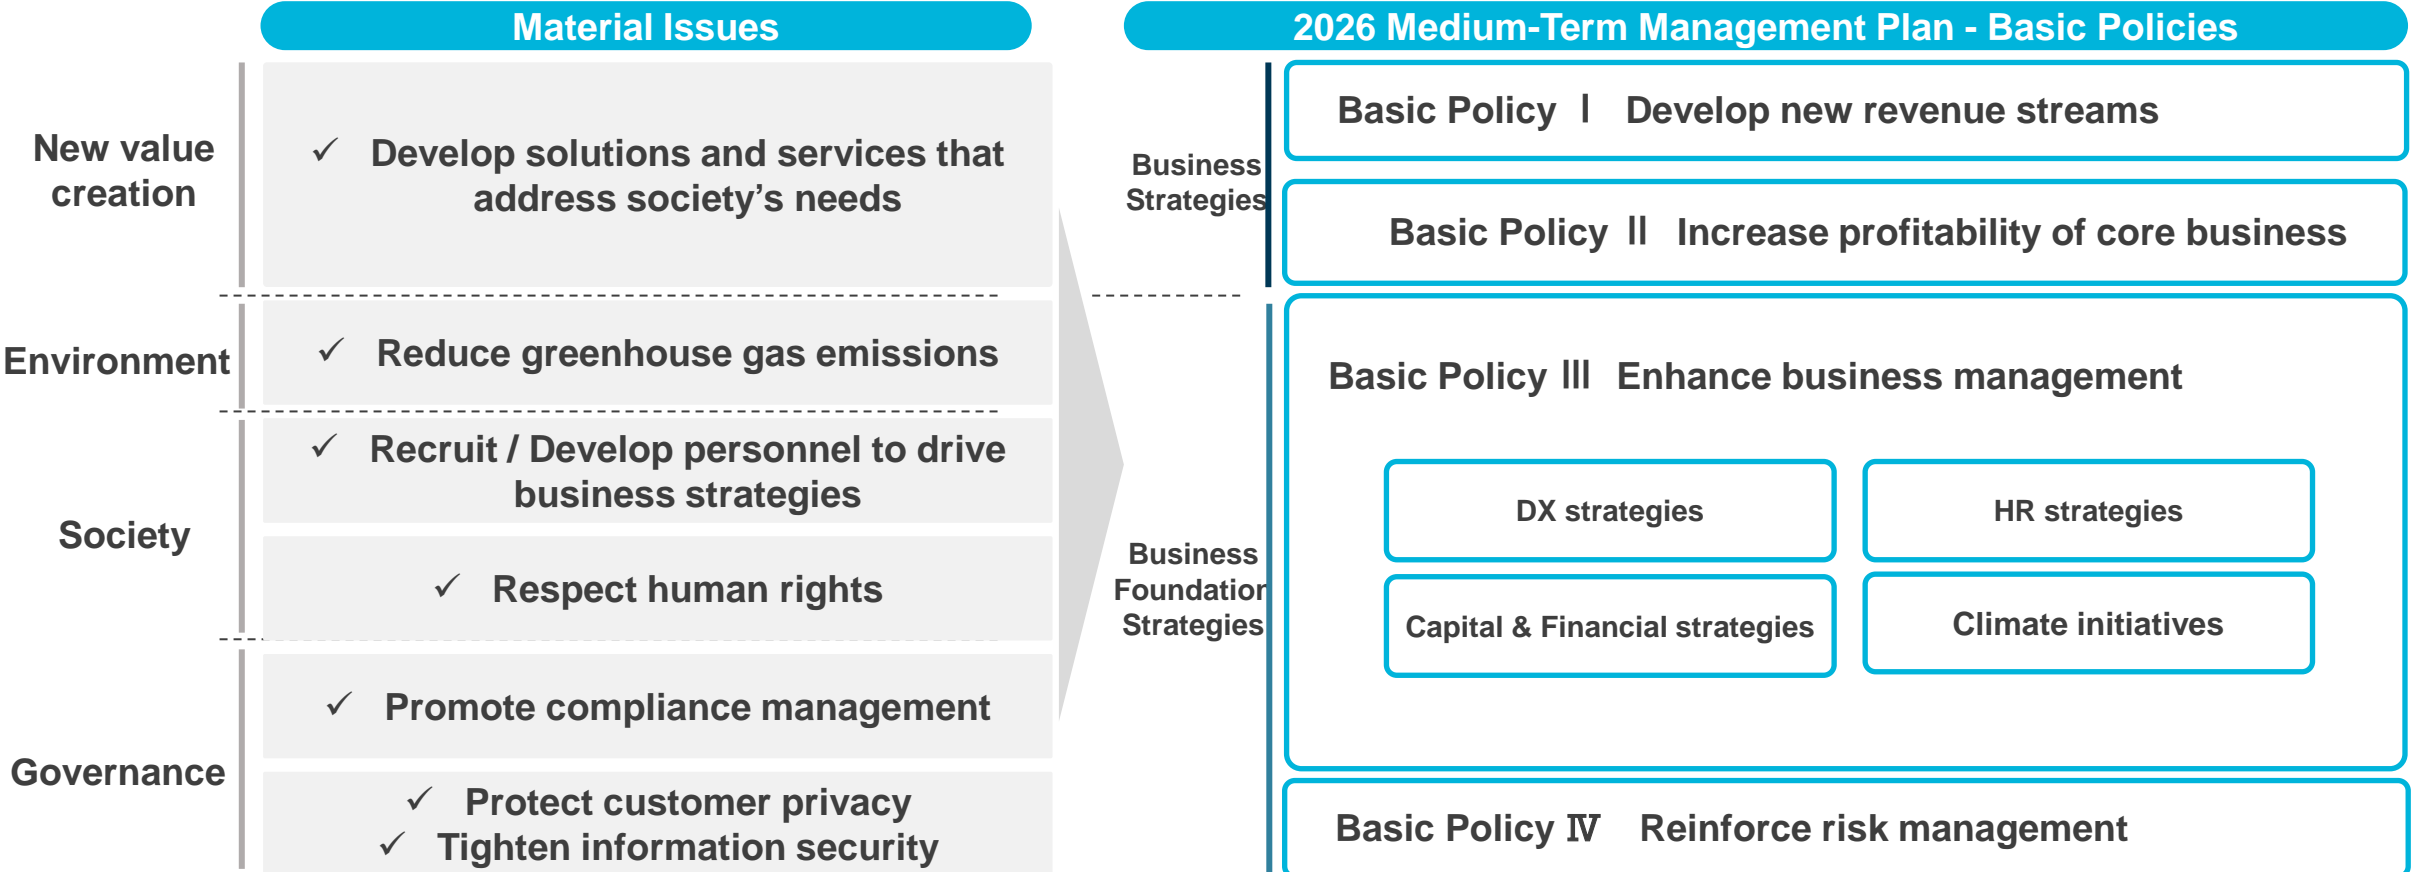 Material Issues
New value
creation
✓ Develop solutions and services that
address society’s needs
Environment
✓ Reduce greenhouse gas emissions
Society
✓ Recruit / Develop personnel to drive
business strategies
✓ Respect human rights
Governance
✓ Promote compliance management
✓ Protect customer privacy
✓ Tighten information security
2026 Medium-Term Management Plan - Basic Policies
Business
Strategies
Basic Policy Ⅰ Develop new revenue streams
Basic Policy Ⅱ Increase profitability of core business
Business
Foundation
Strategies
Basic Policy Ⅲ Enhance business management
DX strategies
HR strategies
Capital & Financial strategies
Climate initiatives
Basic Policy Ⅳ Reinforce risk management